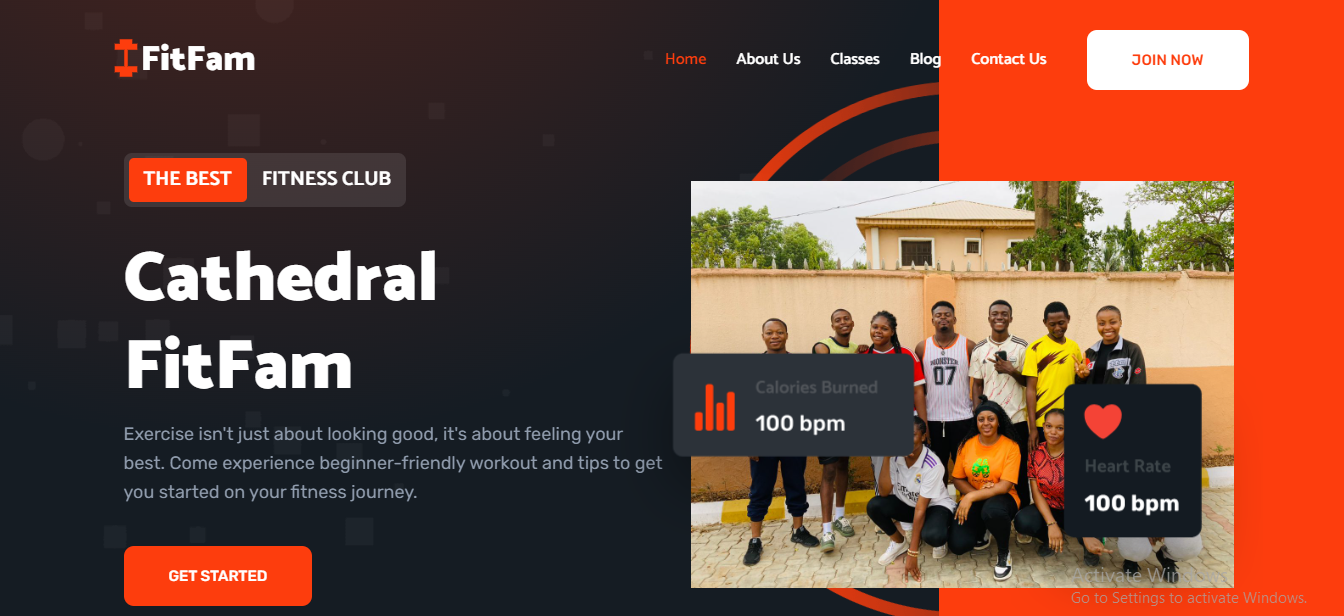 FitFam
Home About Us Classes Blog Contact Us JOIN NOW
THE BEST FITNESS CLUB
Cathedral
FitFam
Exercise isn't just about looking good, it's about feeling your
best. Come experience beginner-friendly workout and tips to get
you started on your fitness journey.
GET STARTED
MONSTER
07
Calories Burned
100 bpm
Heart Rate
100 bpm
Activate Windows
Go to Settings to activate Windows.